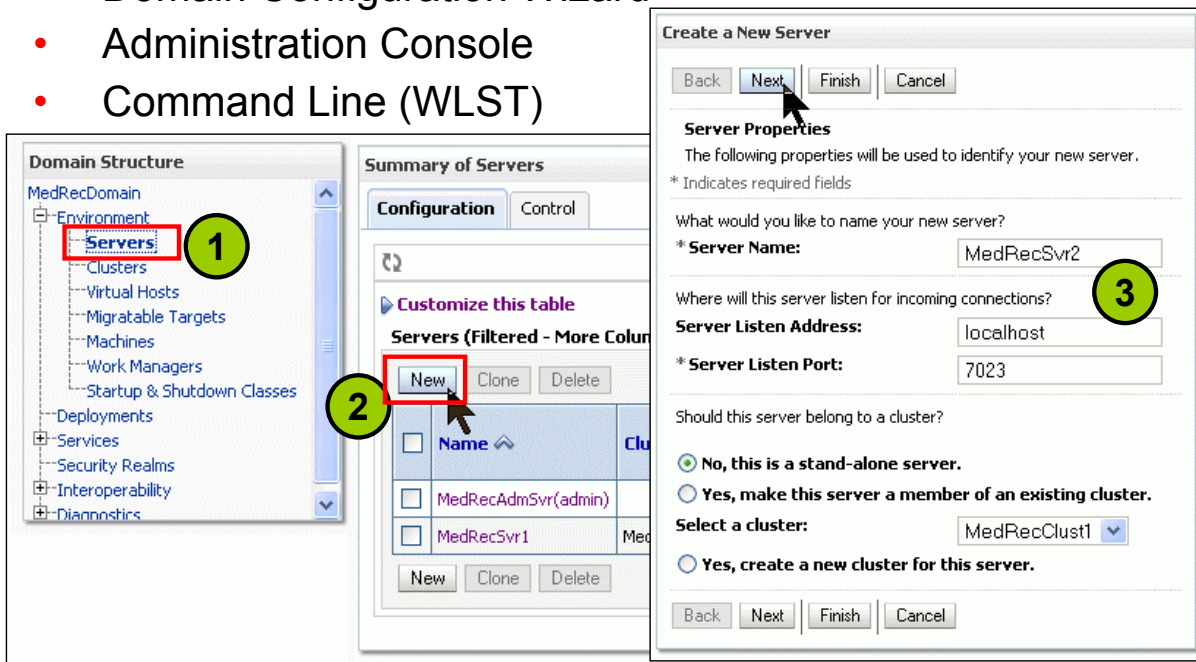 Domain Configuration Wizard
• Administration Console
• Command Line (WLST)
Domain Structure
MedRecDomain
Environment
Servers
Clusters
Virtual Hosts
Migratable Targets
Machines
Work Managers
Startup & Shutdown Classes
Deployments
Services
Security Realms
Interoperability
Diagnostics
1
Summary of Servers
Configuration Control
Customize this table
Servers (Filtered - More Colum
New Clone Delete
2
Name Clu
MedRecAdmSvr(admin)
MedRecSvr1 Med
New Clone Delete
Create a New Server
Back Next Finish Cancel
Server Properties
The following properties will be used to identify your new server.
* Indicates required fields
What would you like to name your new server?
* Server Name: MedRecSvr2
3
Where will this server listen for incoming connections?
Server Listen Address: localhost
* Server Listen Port: 7023
Should this server belong to a cluster?
No, this is a stand-alone server.
Yes, make this server a member of an existing cluster.
Select a cluster: MedRecClust1
Yes, create a new cluster for this server.
Back Next Finish Cancel